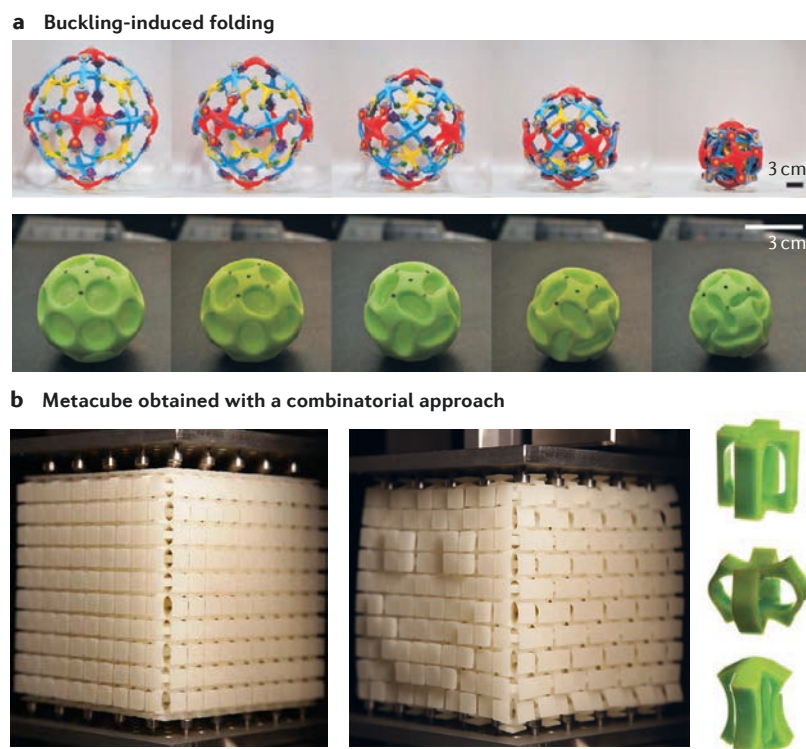 a Buckling-induced folding
3 cm
3 cm
b Metacube obtained with a combinatorial approach